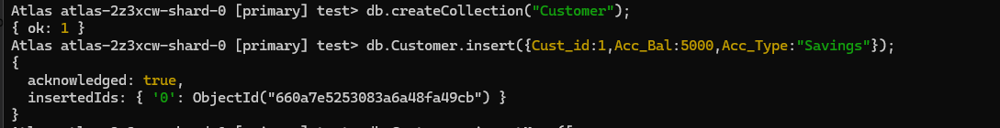 Atlas atlas-2z3xcw-shard-0 [primary] test> db.createCollection("Customer");
{ ok: 1 }
Atlas atlas-2z3xcw-shard-0 [primary] test> db.Customer.insert({Cust_id:1,Acc_Bal:5000,Acc_Type:"Savings"});
{
  acknowledged: true,
  insertedIds: { '0': ObjectId("660a7e5253083a6a48fa49cb") }
}